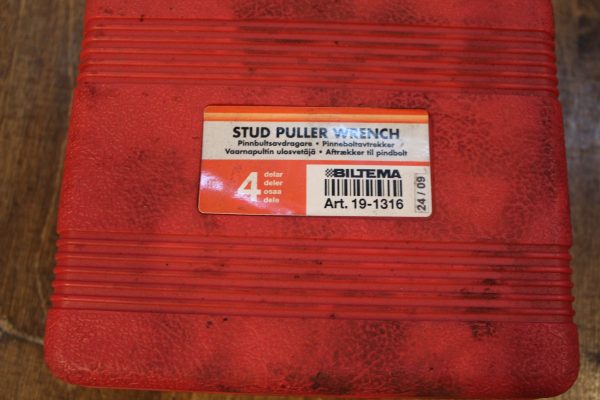 STUD PULLER WRENCH
Pinnbultsavdragare • Pinneboltavtrekker
Vaarnapultin ulosvetäjä • Aftrækker til pindbolt
4
delar
deler
osaa
dele
BILTEMA
Art. 19-1316
24 / 09